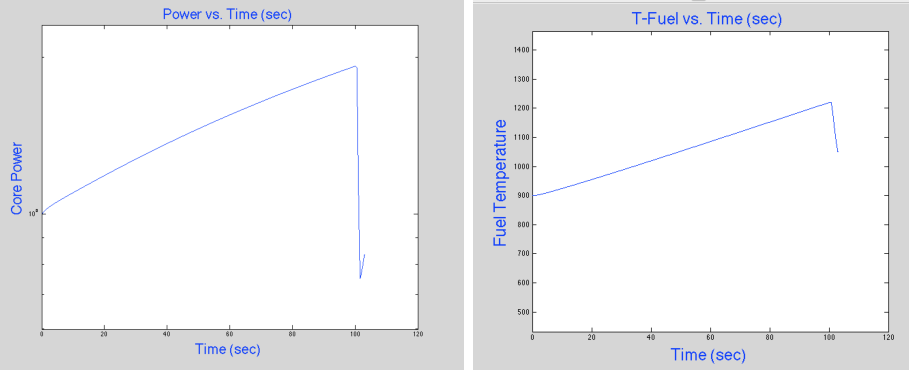 Power vs. Time (sec)
Core Power
10⁰
0 20 40 60 80 100 120
Time (sec)
T-Fuel vs. Time (sec)
Fuel Temperature
1400
1300
1200
1100
1000
900
800
700
600
500
0 20 40 60 80 100 120
Time (sec)